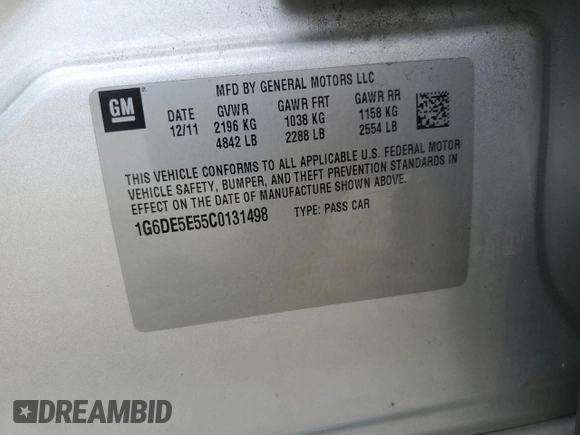 GM
MFD BY GENERAL MOTORS LLC
DATE GVWR GAWR FRT GAWR RR
12/11 2196 KG 1038 KG 1158 KG
4842 LB 2288 LB 2554 LB
THIS VEHICLE CONFORMS TO ALL APPLICABLE U.S. FEDERAL MOTOR
VEHICLE SAFETY, BUMPER, AND THEFT PREVENTION STANDARDS IN
EFFECT ON THE DATE OF MANUFACTURE SHOWN ABOVE.
1G6DE5E55C0131498 TYPE: PASS CAR
DREAMBID